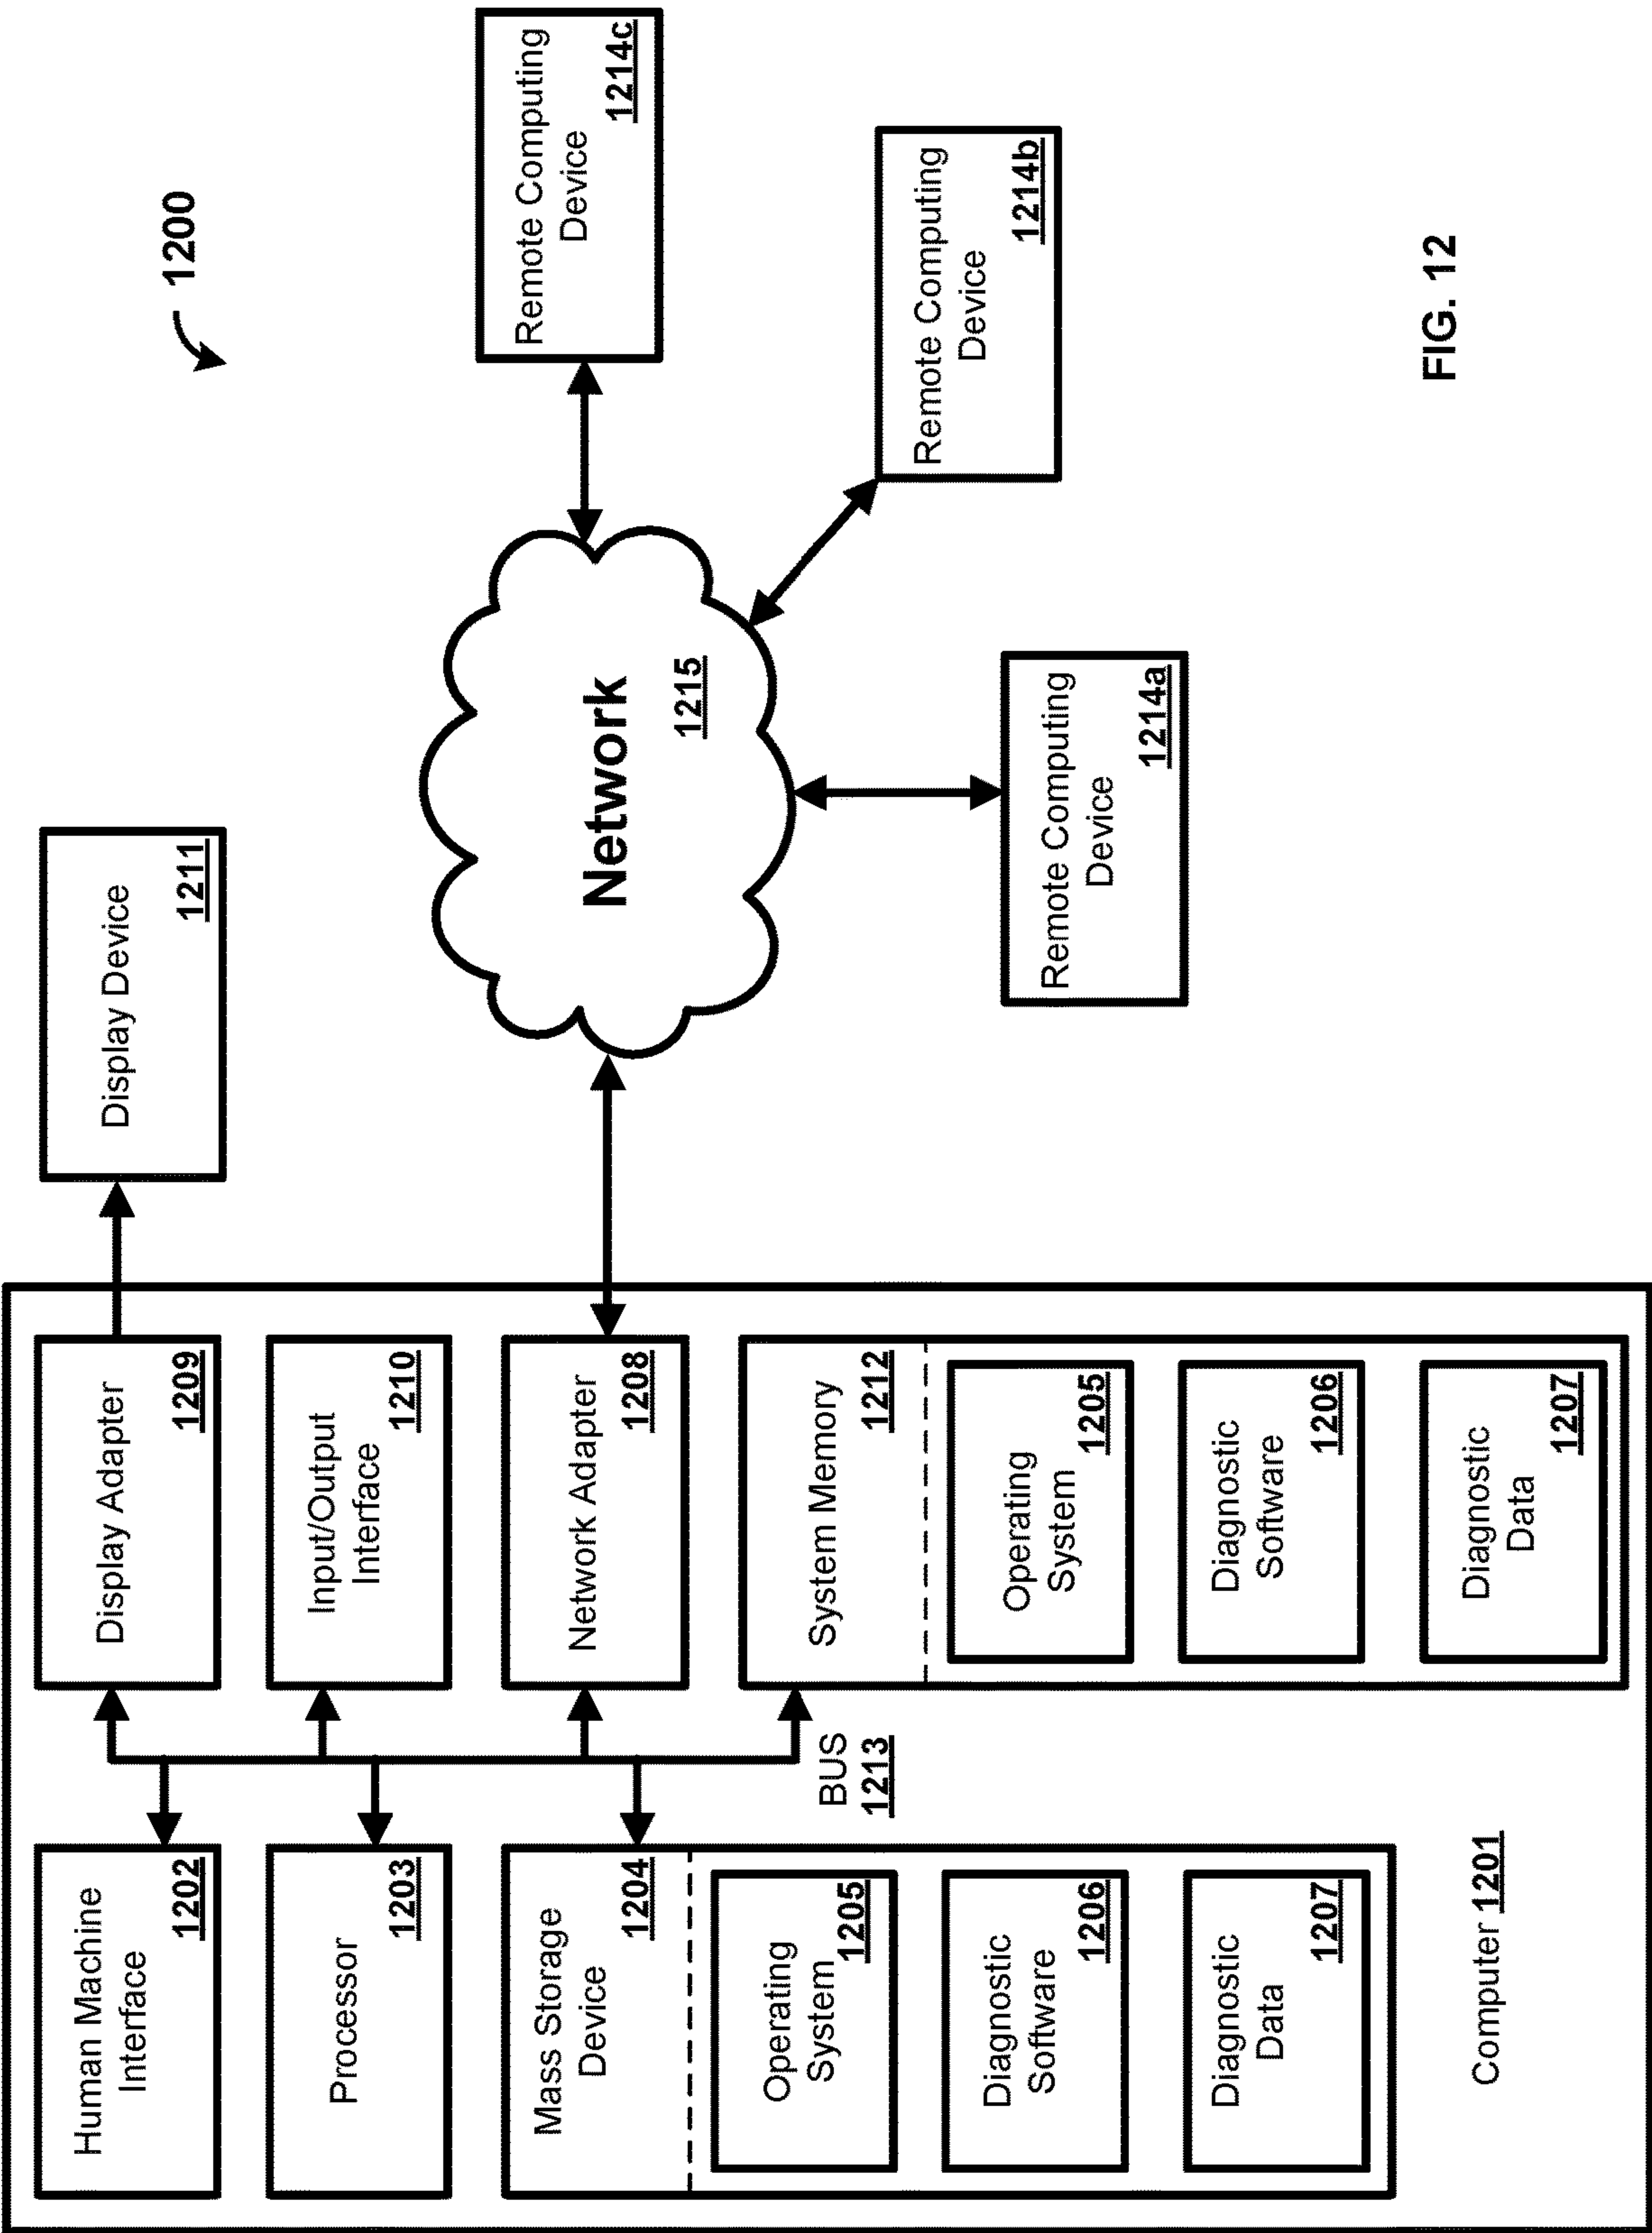 1200
Human Machine
Interface
1202
Processor
1203
Mass Storage
Device
1204
Operating
System
1205
Diagnostic
Software
1206
Diagnostic
Data
1207
Computer 1201
BUS
1213
Display Adapter
1209
Input/Output
Interface
1210
Network Adapter
1208
System Memory
1212
Operating
System
1205
Diagnostic
Software
1206
Diagnostic
Data
1207
Display Device
1211
Network
1215
Remote Computing
Device
1214a
Remote Computing
Device
1214b
Remote Computing
Device
1214c
FIG. 12